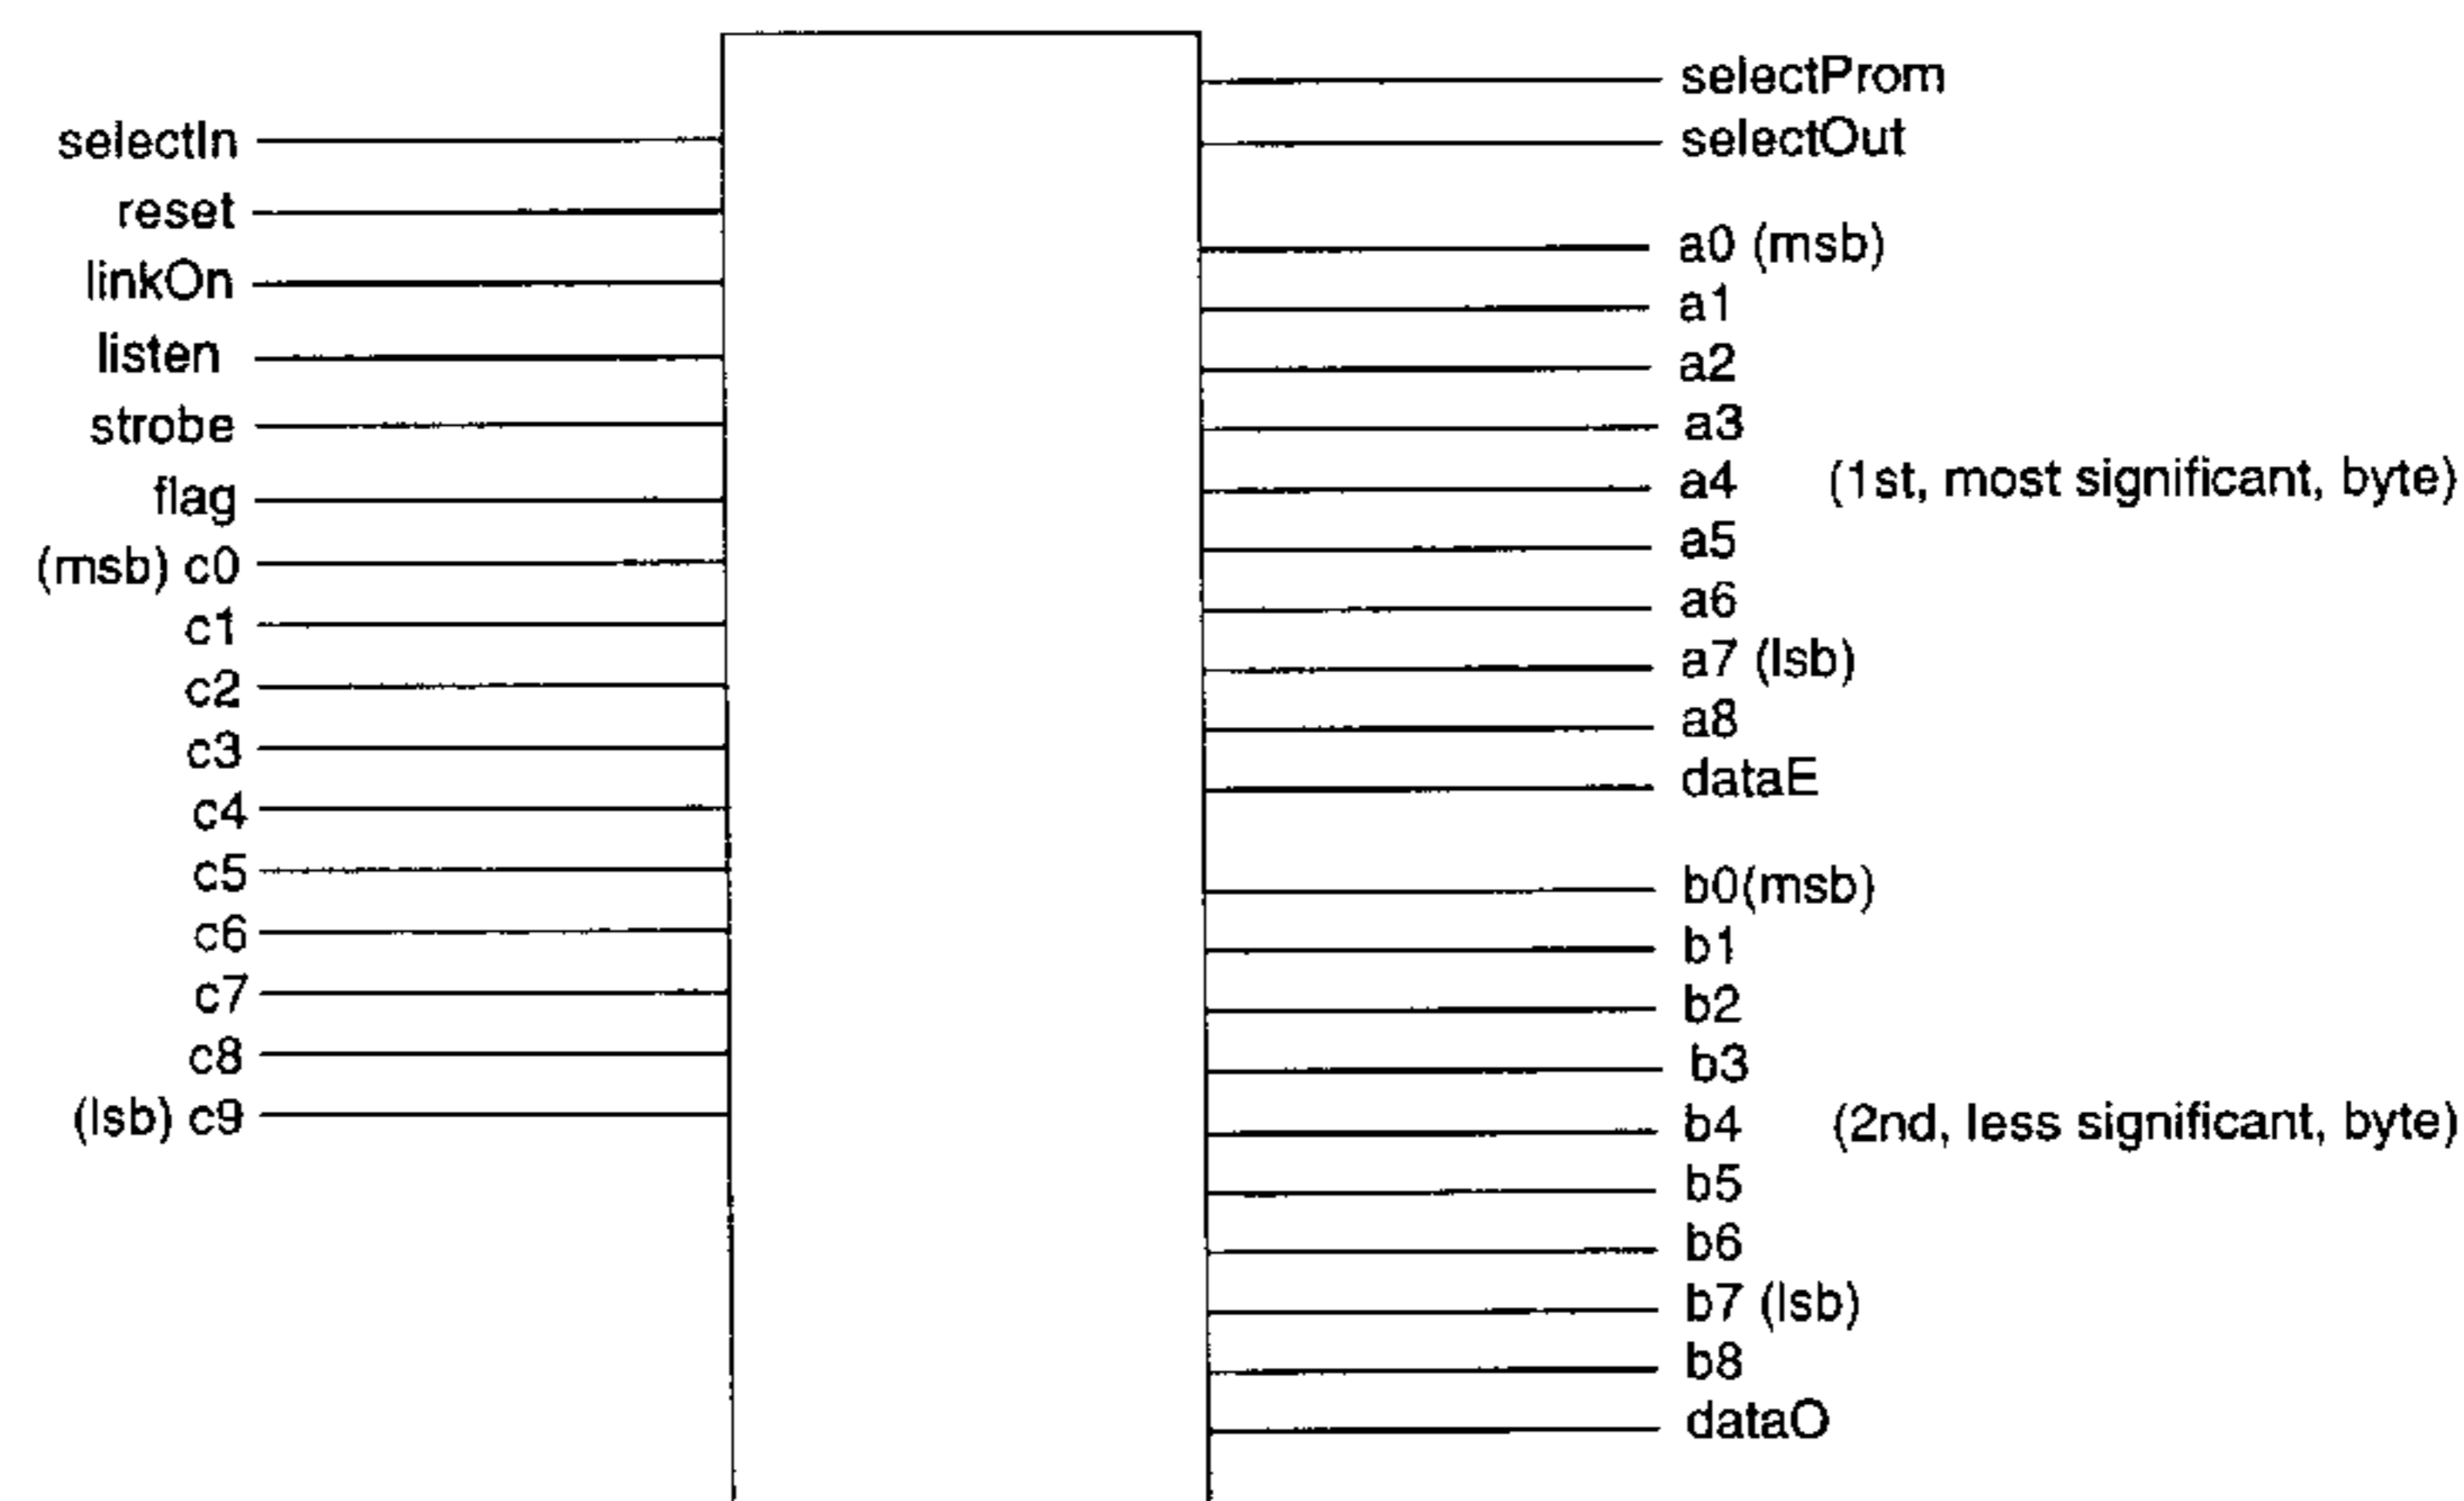 selectIn
reset
linkOn
listen
strobe
flag
(msb) c0
c1
c2
c3
c4
c5
c6
c7
c8
(lsb) c9
selectProm
selectOut
a0 (msb)
a1
a2
a3
a4 (1st, most significant, byte)
a5
a6
a7 (lsb)
a8
dataE
b0(msb)
b1
b2
b3
b4 (2nd, less significant, byte)
b5
b6
b7 (lsb)
b8
dataO